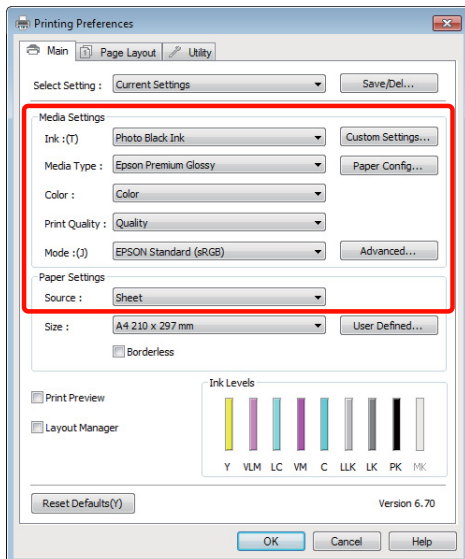 Printing Preferences
Main Page Layout Utility
Select Setting : Current Settings Save/Del...
Media Settings
Ink :(T) Photo Black Ink Custom Settings...
Media Type : Epson Premium Glossy Paper Config...
Color : Color
Print Quality : Quality
Mode :(J) EPSON Standard (sRGB) Advanced...
Paper Settings
Source : Sheet
Size : A4 210 x 297 mm User Defined...
Borderless
Ink Levels
Print Preview
Layout Manager
Y VLM LC VM C LLK LK PK MK
Reset Defaults(Y) Version 6.70
OK Cancel Help